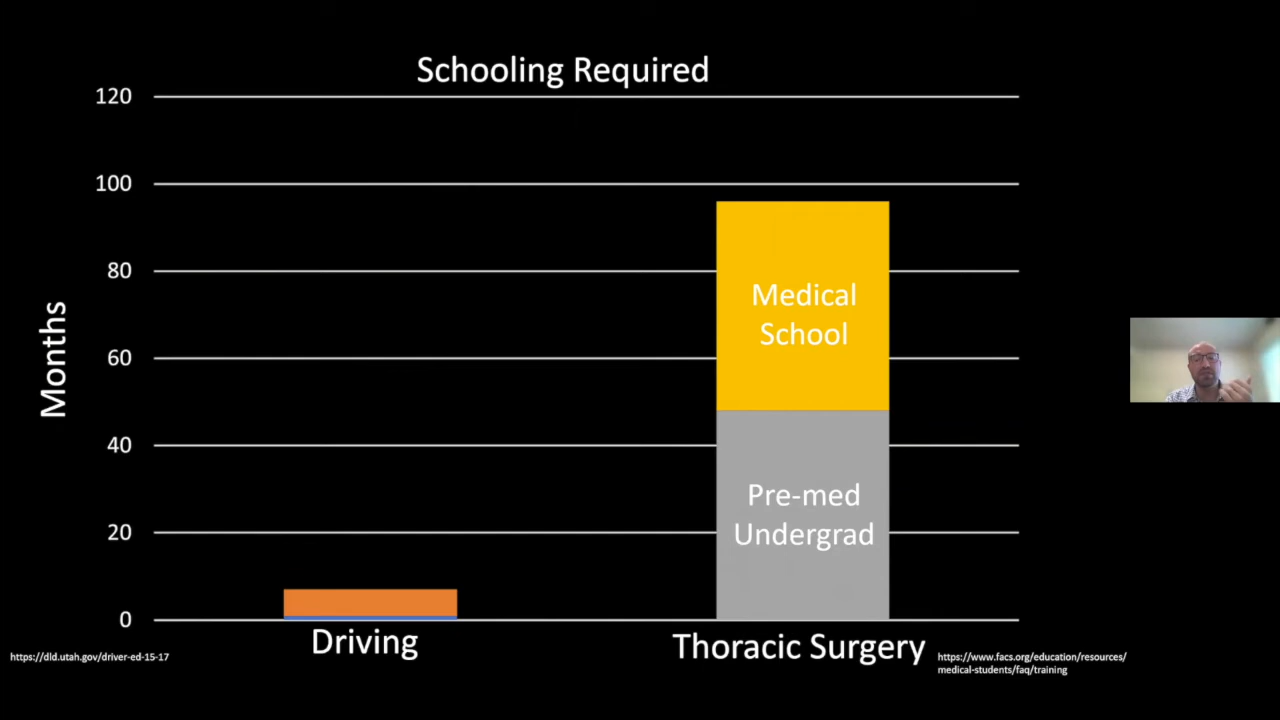 Schooling Required
120
100
80
60
40
20
0
Months
Medical
School
Pre-med
Undergrad
Driving
Thoracic Surgery
https://dld.utah.gov/driver-ed-15-17
https://www.facs.org/education/resources/
medical-students/faq/training